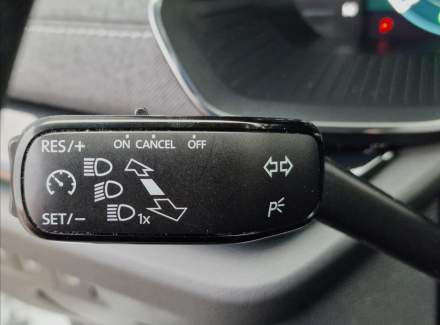 RES/+ ON CANCEL OFF
1x
SET/-
P